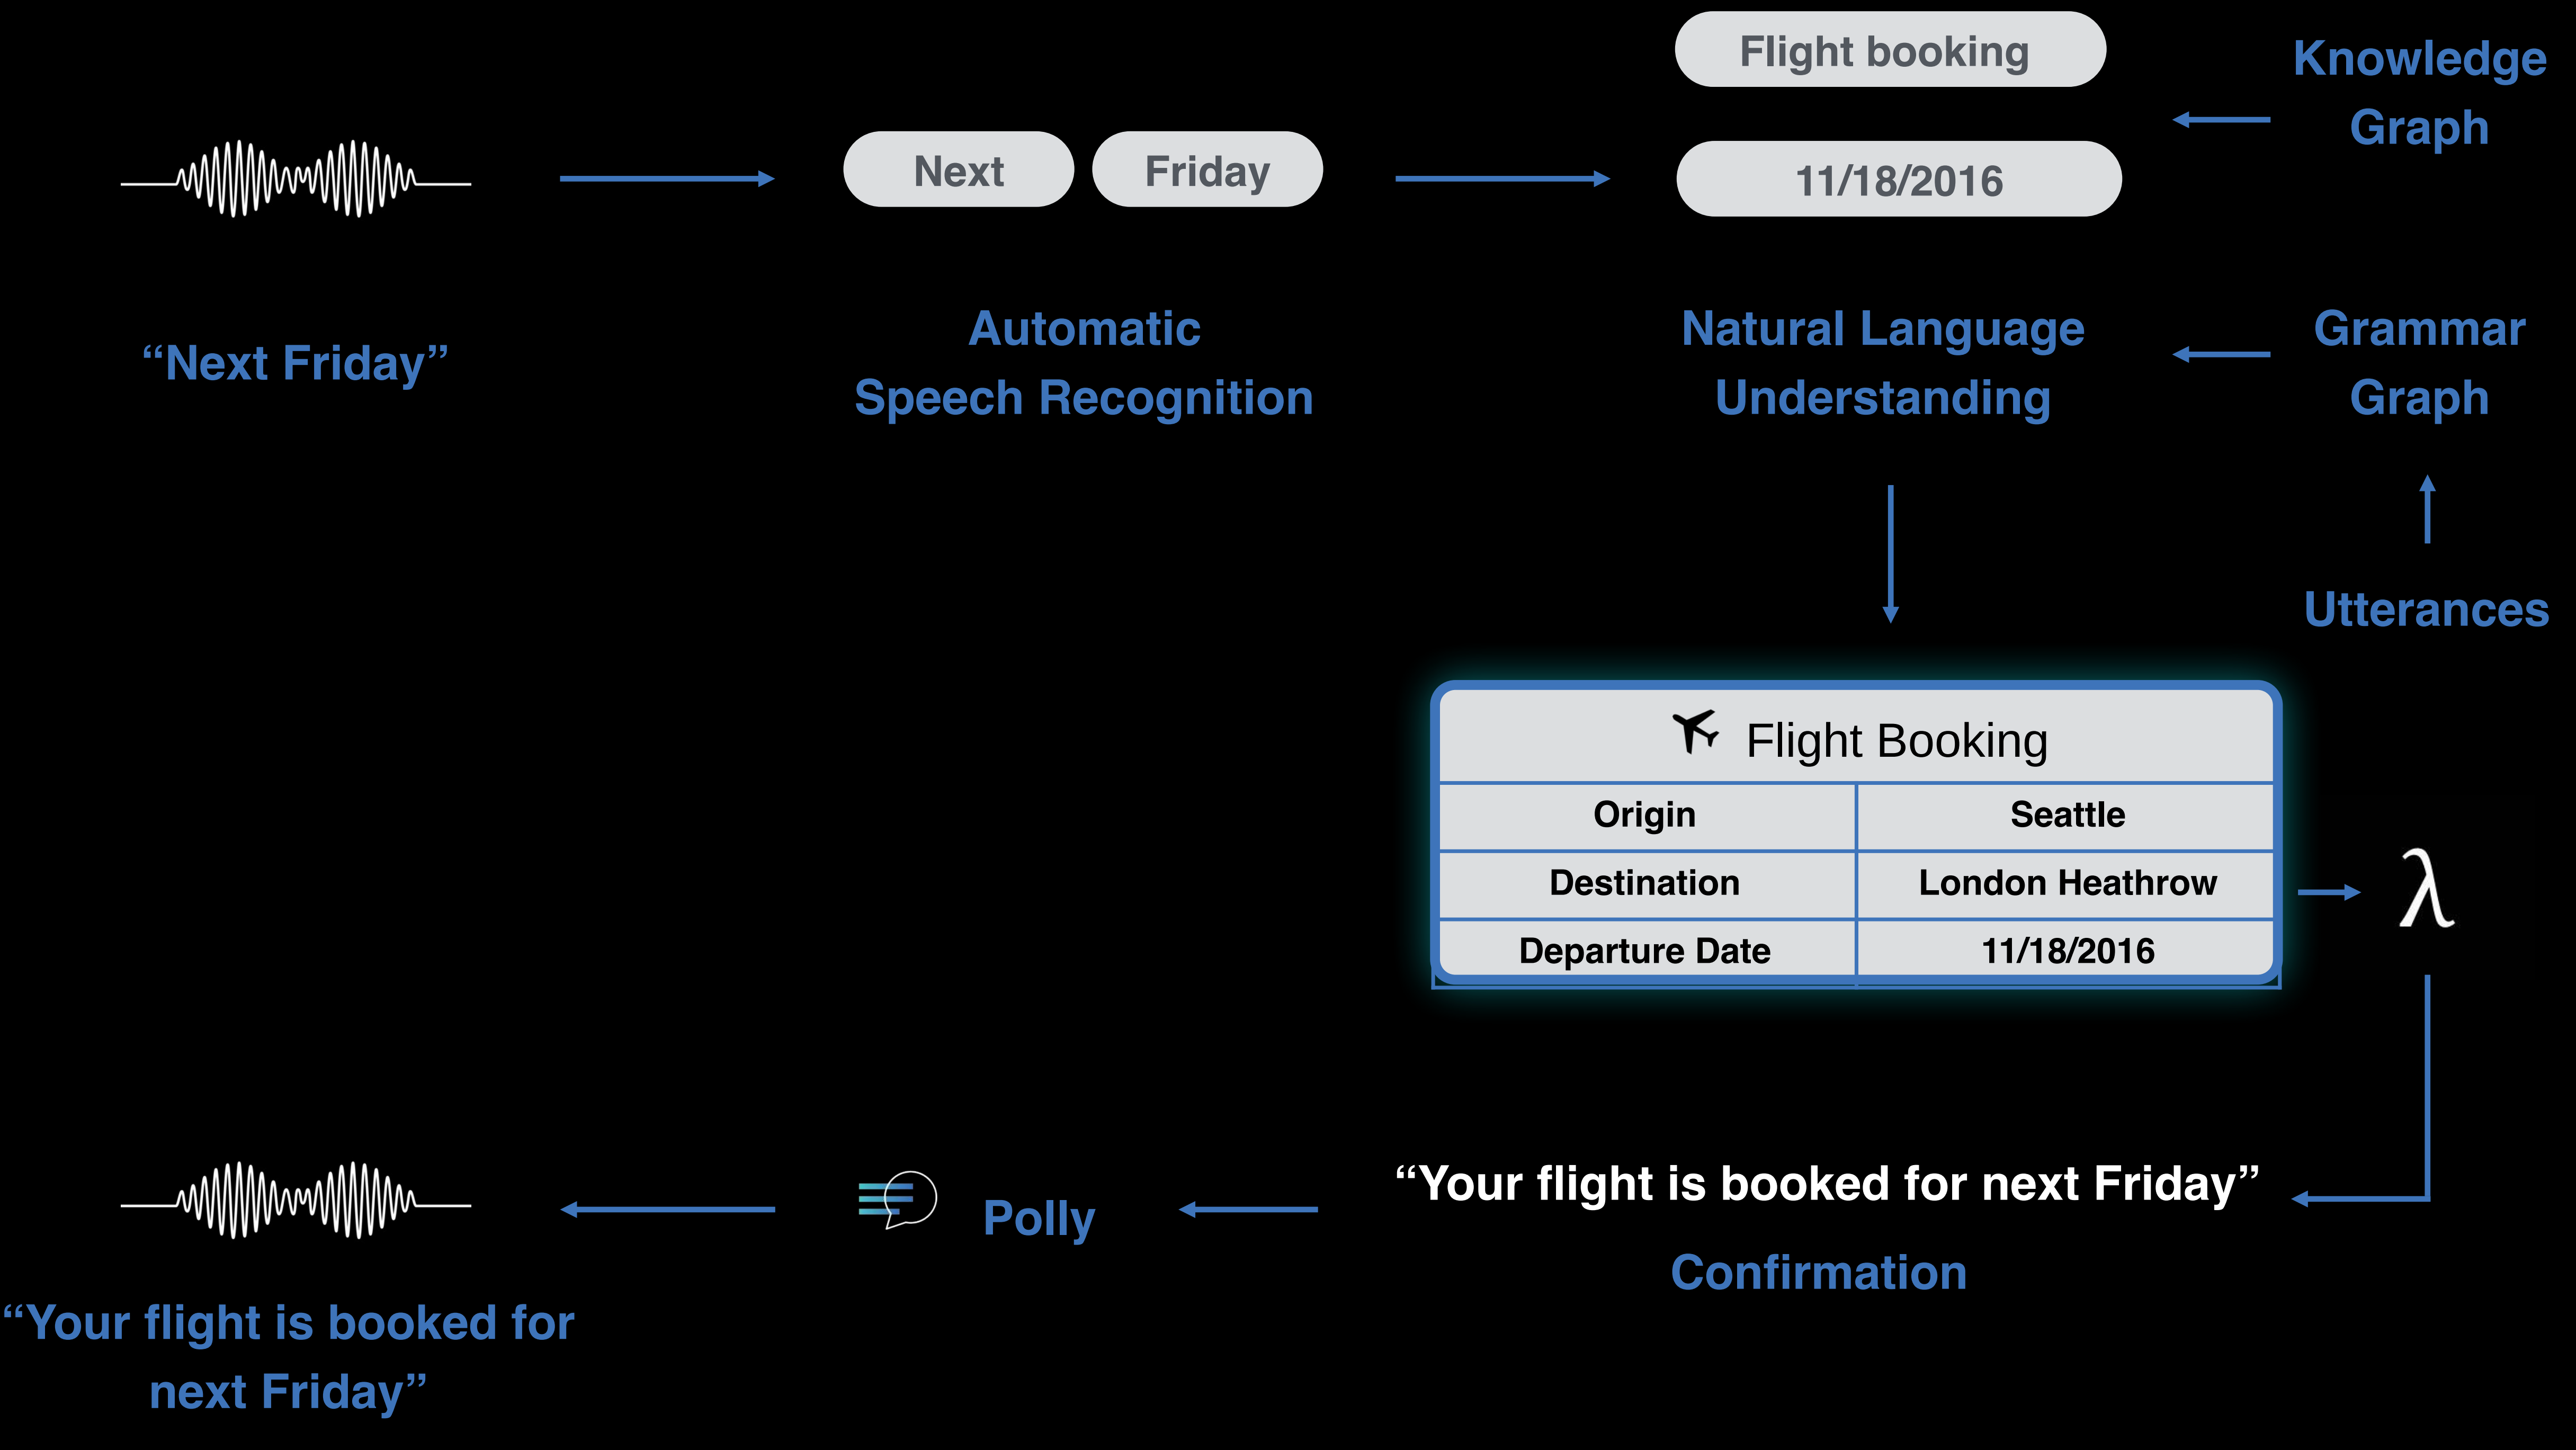 Flight booking
Knowledge
Graph
Next
Friday
11/18/2016
“Next Friday”
Automatic
Speech Recognition
Natural Language
Understanding
Grammar
Graph
Utterances
Flight Booking
Origin
Seattle
Destination
London Heathrow
Departure Date
11/18/2016
λ
“Your flight is booked for next Friday”
Confirmation
Polly
“Your flight is booked for
next Friday”